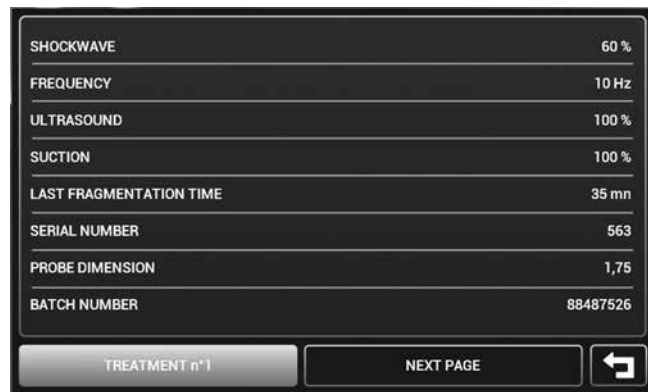 SHOCKWAVE 60 %
FREQUENCY 10 Hz
ULTRASOUND 100 %
SUCTION 100 %
LAST FRAGMENTATION TIME 35 mn
SERIAL NUMBER 563
PROBE DIMENSION 1,75
BATCH NUMBER 88487526
TREATMENT n°1 NEXT PAGE